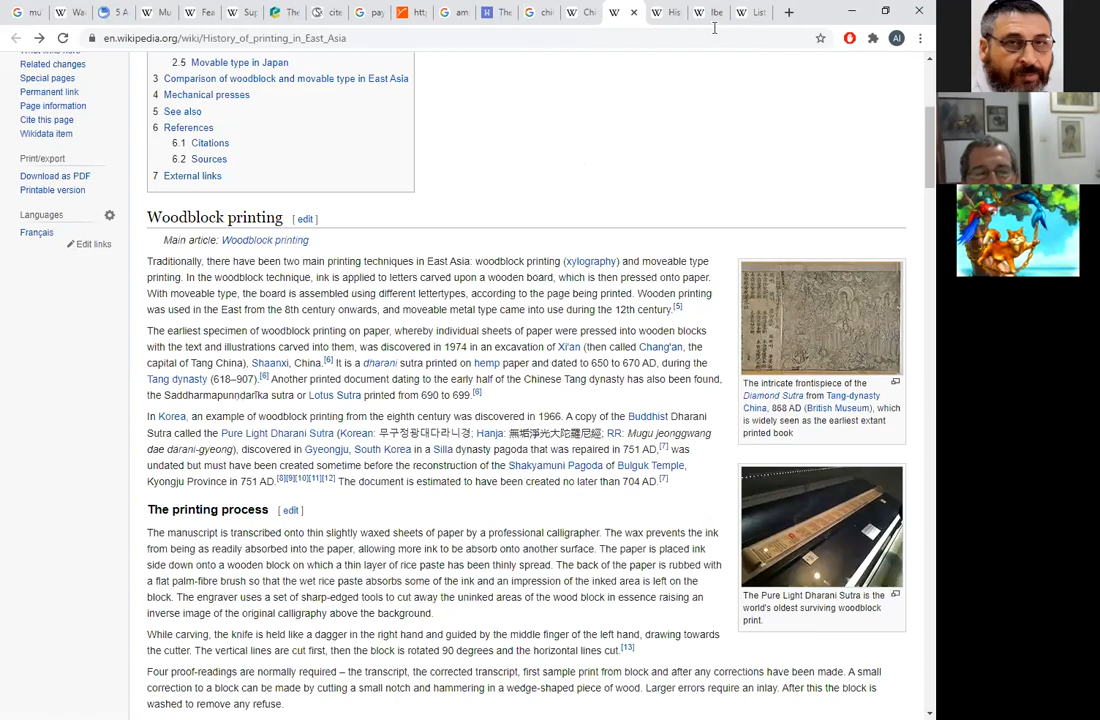 mu
Wa
5 A
W
Fea
Sup
The
cite
pay
htt
am
The
chi
Chi
W
His
Ibe
List
en.wikipedia.org/wiki/History_of_printing_in_East_Asia
AI
What links here
Related changes
Special pages
Permanent link
Page information
Cite this page
Wikidata item
Print/export
Download as PDF
Printable version
Languages
Français
Edit links
2.5 Movable type in Japan
3 Comparison of woodblock and movable type in East Asia
4 Mechanical presses
5 See also
6 References
6.1 Citations
6.2 Sources
7 External links
Woodblock printing [ edit ]
Main article: Woodblock printing
Traditionally, there have been two main printing techniques in East Asia: woodblock printing (xylography) and moveable type
printing. In the woodblock technique, ink is applied to letters carved upon a wooden board, which is then pressed onto paper.
With moveable type, the board is assembled using different lettertypes, according to the page being printed. Wooden printing
was used in the East from the 8th century onwards, and moveable metal type came into use during the 12th century.[5]
The earliest specimen of woodblock printing on paper, whereby individual sheets of paper were pressed into wooden blocks
with the text and illustrations carved into them, was discovered in 1974 in an excavation of Xi'an (then called Chang'an, the
capital of Tang China), Shaanxi, China.[6] It is a dharani sutra printed on hemp paper and dated to 650 to 670 AD, during the
Tang dynasty (618–907).[6] Another printed document dating to the early half of the Chinese Tang dynasty has also been found,
the Saddharmapuṇḍarīka sutra or Lotus Sutra printed from 690 to 699.[6]
In Korea, an example of woodblock printing from the eighth century was discovered in 1966. A copy of the Buddhist Dharani
Sutra called the Pure Light Dharani Sutra (Korean: 무구정광대다라니경; Hanja: 無垢淨光大陀羅尼經; RR: Mugu jeonggwang
dae darani-gyeong), discovered in Gyeongju, South Korea in a Silla dynasty pagoda that was repaired in 751 AD,[7] was
undated but must have been created sometime before the reconstruction of the Shakyamuni Pagoda of Bulguk Temple,
Kyongju Province in 751 AD.[8][9][10][11][12] The document is estimated to have been created no later than 704 AD.[7]
The printing process [ edit ]
The manuscript is transcribed onto thin slightly waxed sheets of paper by a professional calligrapher. The wax prevents the ink
from being as readily absorbed into the paper, allowing more ink to be absorb onto another surface. The paper is placed ink
side down onto a wooden block on which a thin layer of rice paste has been thinly spread. The back of the paper is rubbed with
a flat palm-fibre brush so that the wet rice paste absorbs some of the ink and an impression of the inked area is left on the
block. The engraver uses a set of sharp-edged tools to cut away the uninked areas of the wood block in essence raising an
inverse image of the original calligraphy above the background.
While carving, the knife is held like a dagger in the right hand and guided by the middle finger of the left hand, drawing towards
the cutter. The vertical lines are cut first, then the block is rotated 90 degrees and the horizontal lines cut.[13]
Four proof-readings are normally required – the transcript, the corrected transcript, first sample print from block and after any corrections have been made. A small
correction to a block can be made by cutting a small notch and hammering in a wedge-shaped piece of wood. Larger errors require an inlay. After this the block is
washed to remove any refuse.
The intricate frontispiece of the
Diamond Sutra from Tang-dynasty
China, 868 AD (British Museum), which
is widely seen as the earliest extant
printed book
The Pure Light Dharani Sutra is the
world's oldest surviving woodblock
print.